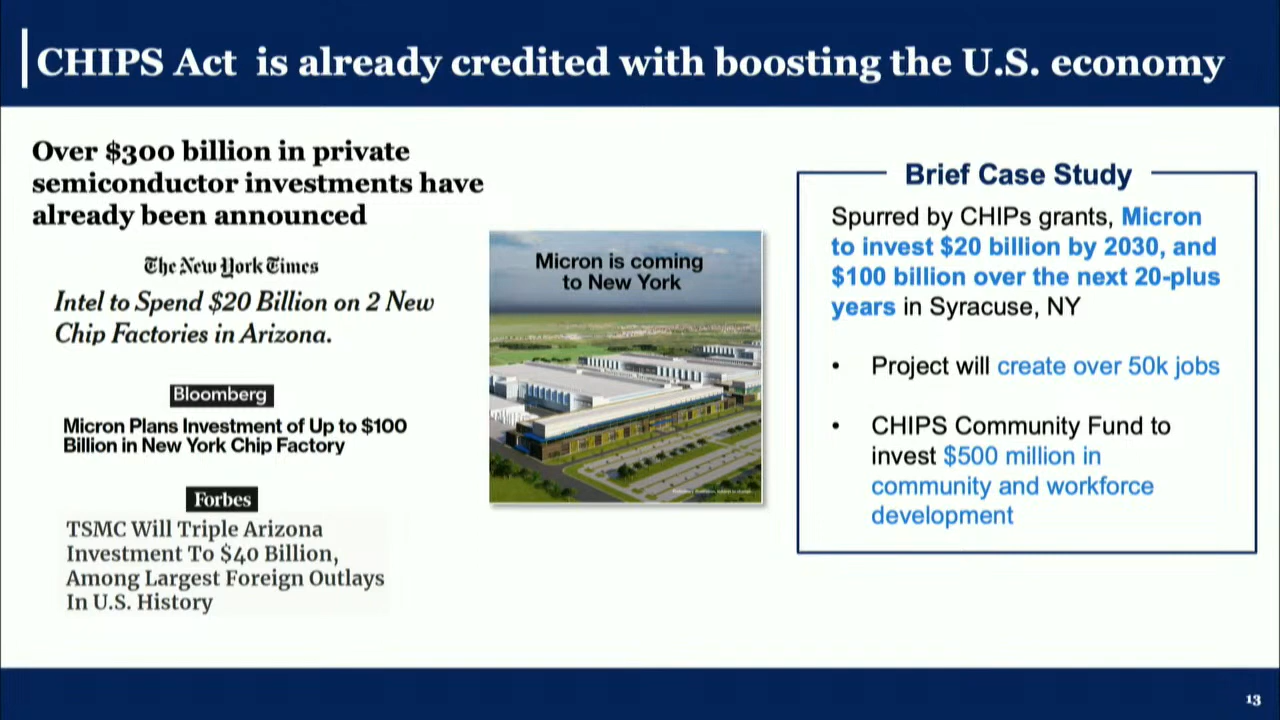 CHIPS Act is already credited with boosting the U.S. economy
Over $300 billion in private
semiconductor investments have
already been announced
The New York Times
Intel to Spend $20 Billion on 2 New
Chip Factories in Arizona.
Bloomberg
Micron Plans Investment of Up to $100
Billion in New York Chip Factory
Forbes
TSMC Will Triple Arizona
Investment To $40 Billion,
Among Largest Foreign Outlays
In U.S. History
Micron is coming
to New York
Brief Case Study
Spurred by CHIPs grants, Micron
to invest $20 billion by 2030, and
$100 billion over the next 20-plus
years in Syracuse, NY
• Project will create over 50k jobs
• CHIPS Community Fund to
invest $500 million in
community and workforce
development
13